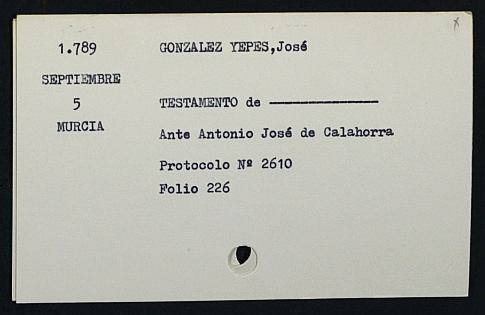 1.789 GONZALEZ YEPES,José
SEPTIEMBRE
5 TESTAMENTO de ----------------
MURCIA Ante Antonio José de Calahorra
Protocolo Nº 2610
Folio 226
x